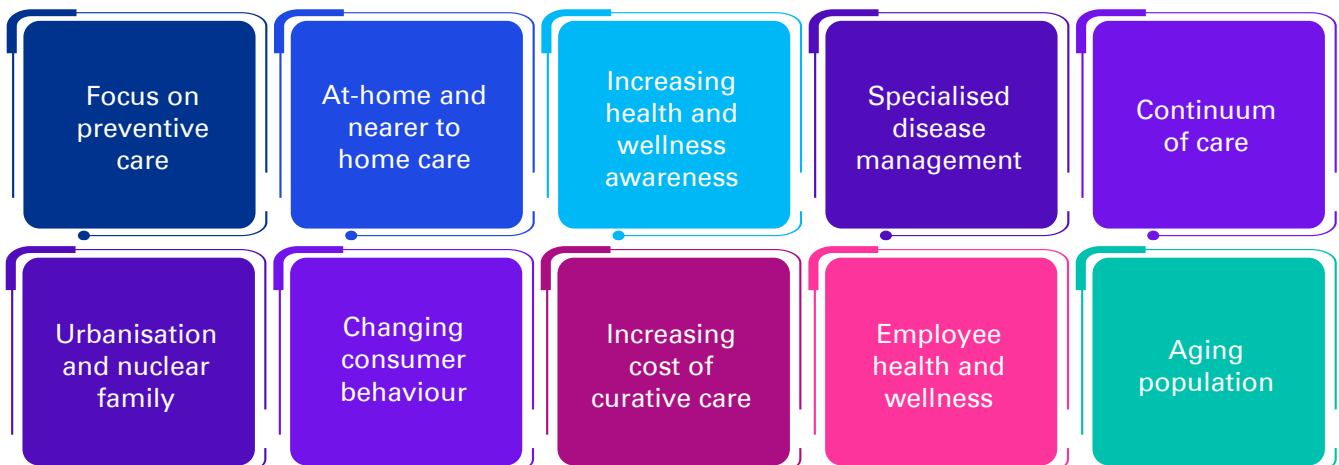 Focus on
preventive
care
At-home and
nearer to
home care
Increasing
health and
wellness
awareness
Specialised
disease
management
Continuum
of care
Urbanisation
and nuclear
family
Changing
consumer
behaviour
Increasing
cost of
curative care
Employee
health and
wellness
Aging
population